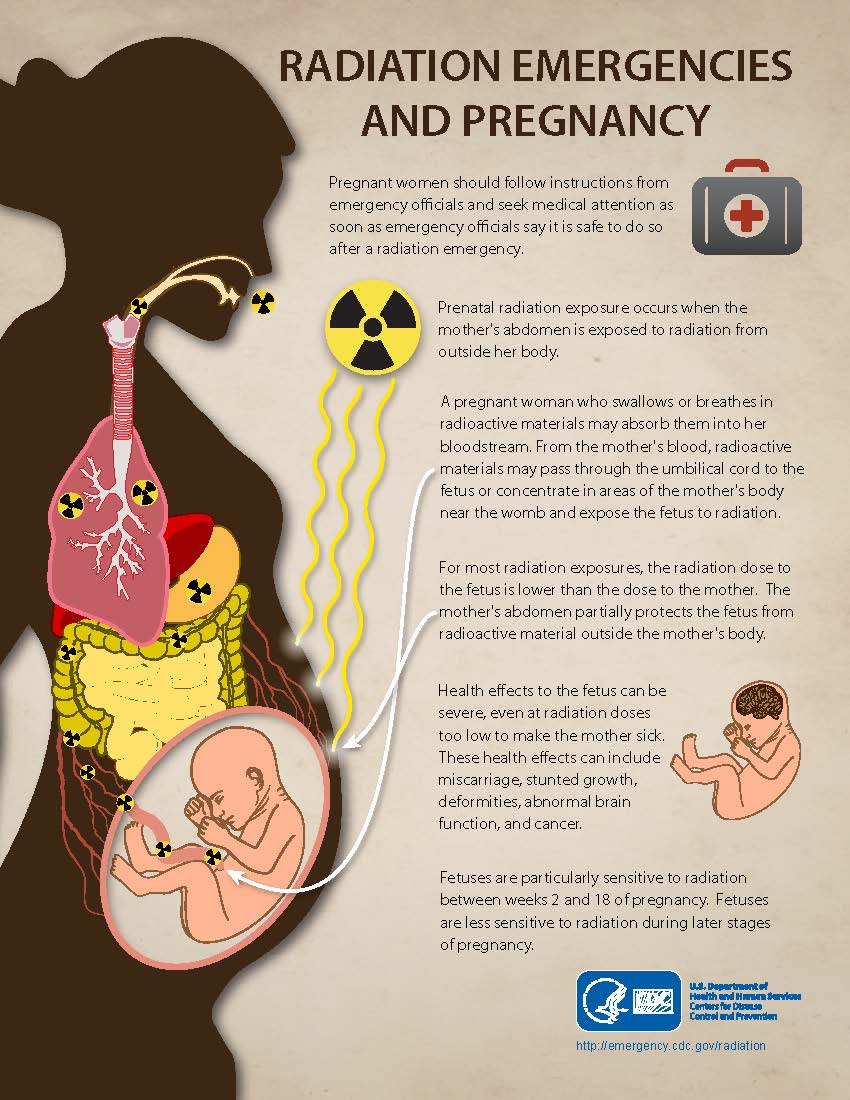 RADIATION EMERGENCIES
AND PREGNANCY
Pregnant women should follow instructions from
emergency officials and seek medical attention as
soon as emergency officials say it is safe to do so
after a radiation emergency.
Prenatal radiation exposure occurs when the
mother's abdomen is exposed to radiation from
outside her body.
A pregnant woman who swallows or breathes in
radioactive materials may absorb them into her
bloodstream. From the mother's blood, radioactive
materials may pass through the umbilical cord to the
fetus or concentrate in areas of the mother's body
near the womb and expose the fetus to radiation.
For most radiation exposures, the radiation dose to
the fetus is lower than the dose to the mother. The
mother's abdomen partially protects the fetus from
radioactive material outside the mother's body.
Health effects to the fetus can be
severe, even at radiation doses
too low to make the mother sick.
These health effects can include
miscarriage, stunted growth,
deformities, abnormal brain
function, and cancer.
Fetuses are particularly sensitive to radiation
between weeks 2 and 18 of pregnancy. Fetuses
are less sensitive to radiation during later stages
of pregnancy.
CDC
U.S. Department of
Health and Human Services
Centers for Disease
Control and Prevention
http://emergency.cdc.gov/radiation